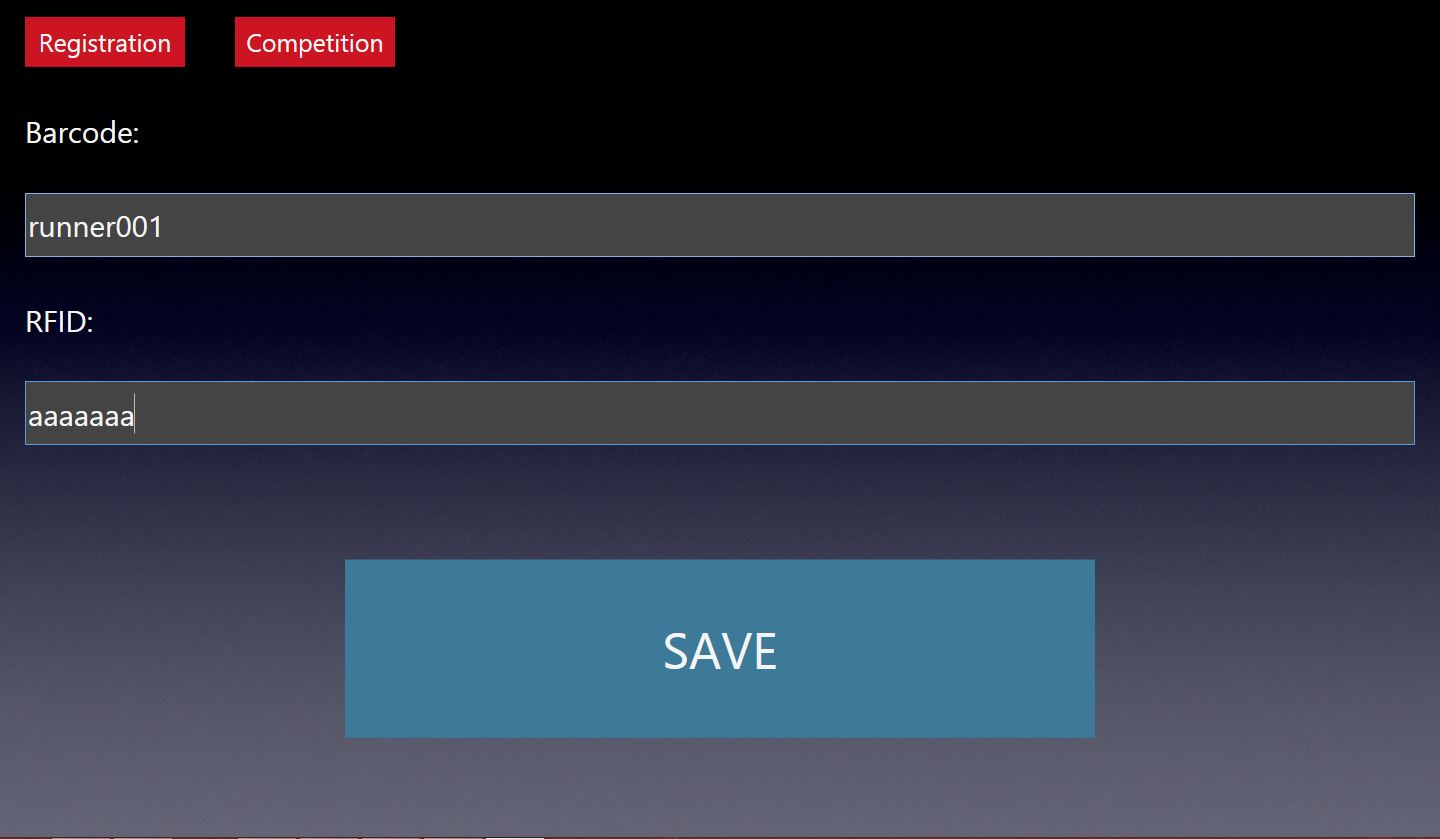 Registration Competition
Barcode:
runner001
RFID:
aaaaaaa
SAVE